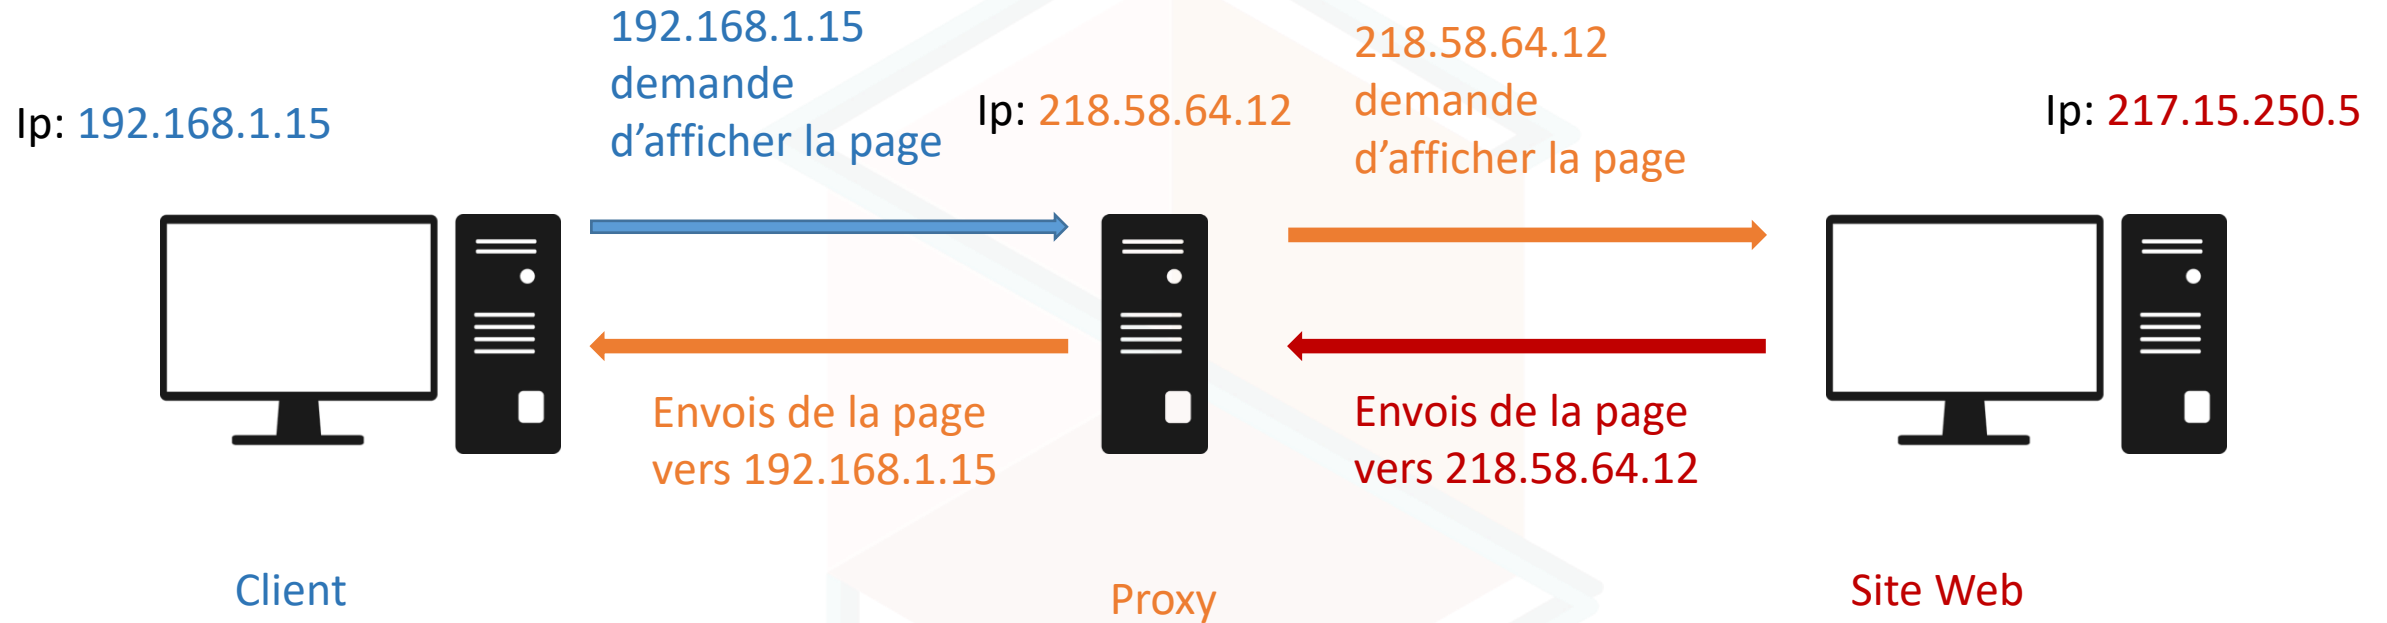 Ip: 192.168.1.15
192.168.1.15
demande
d’afficher la page
Ip: 218.58.64.12
218.58.64.12
demande
d’afficher la page
Ip: 217.15.250.5
Envois de la page
vers 192.168.1.15
Envois de la page
vers 218.58.64.12
Client
Proxy
Site Web